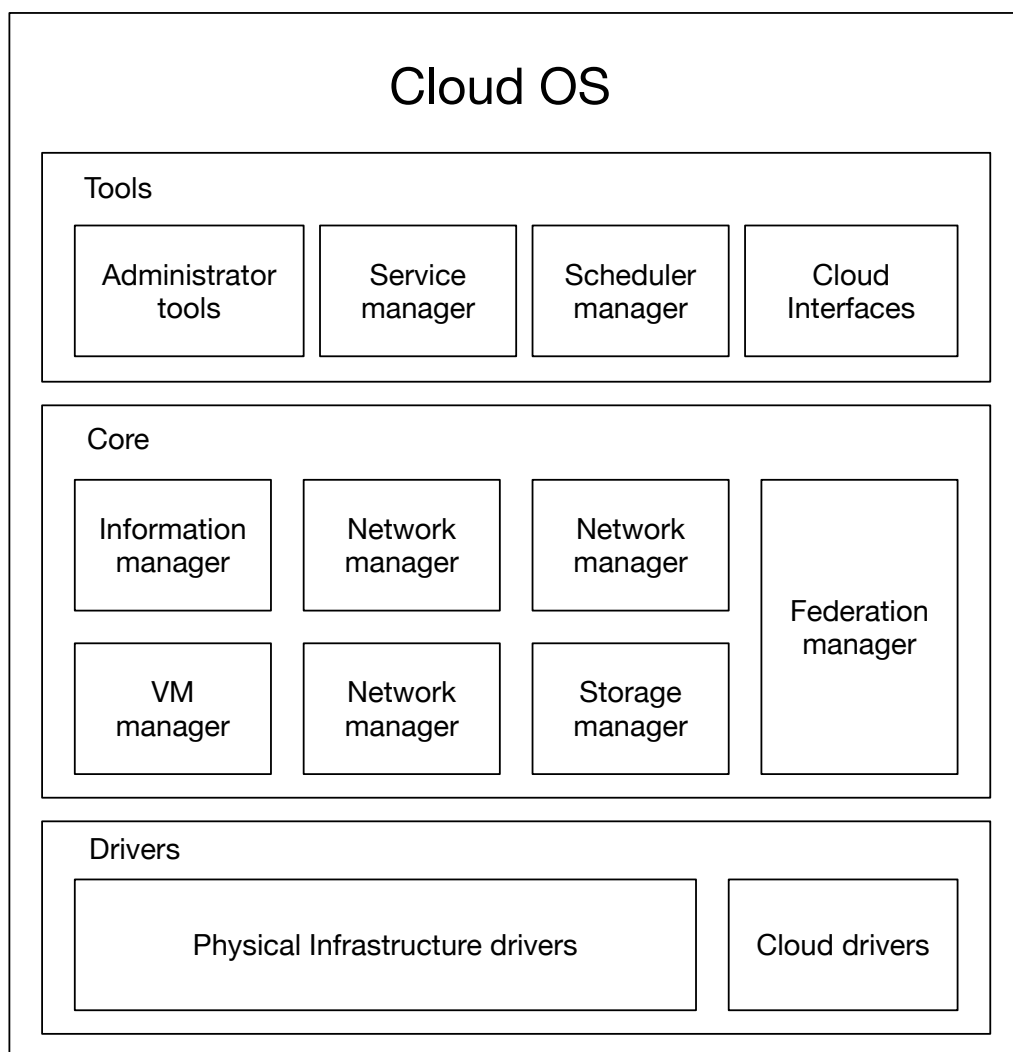 Cloud OS
Tools
Administrator
tools
Service
manager
Scheduler
manager
Cloud
Interfaces
Core
Information
manager
Network
manager
Network
manager
Federation
manager
VM
manager
Network
manager
Storage
manager
Drivers
Physical Infrastructure drivers
Cloud drivers